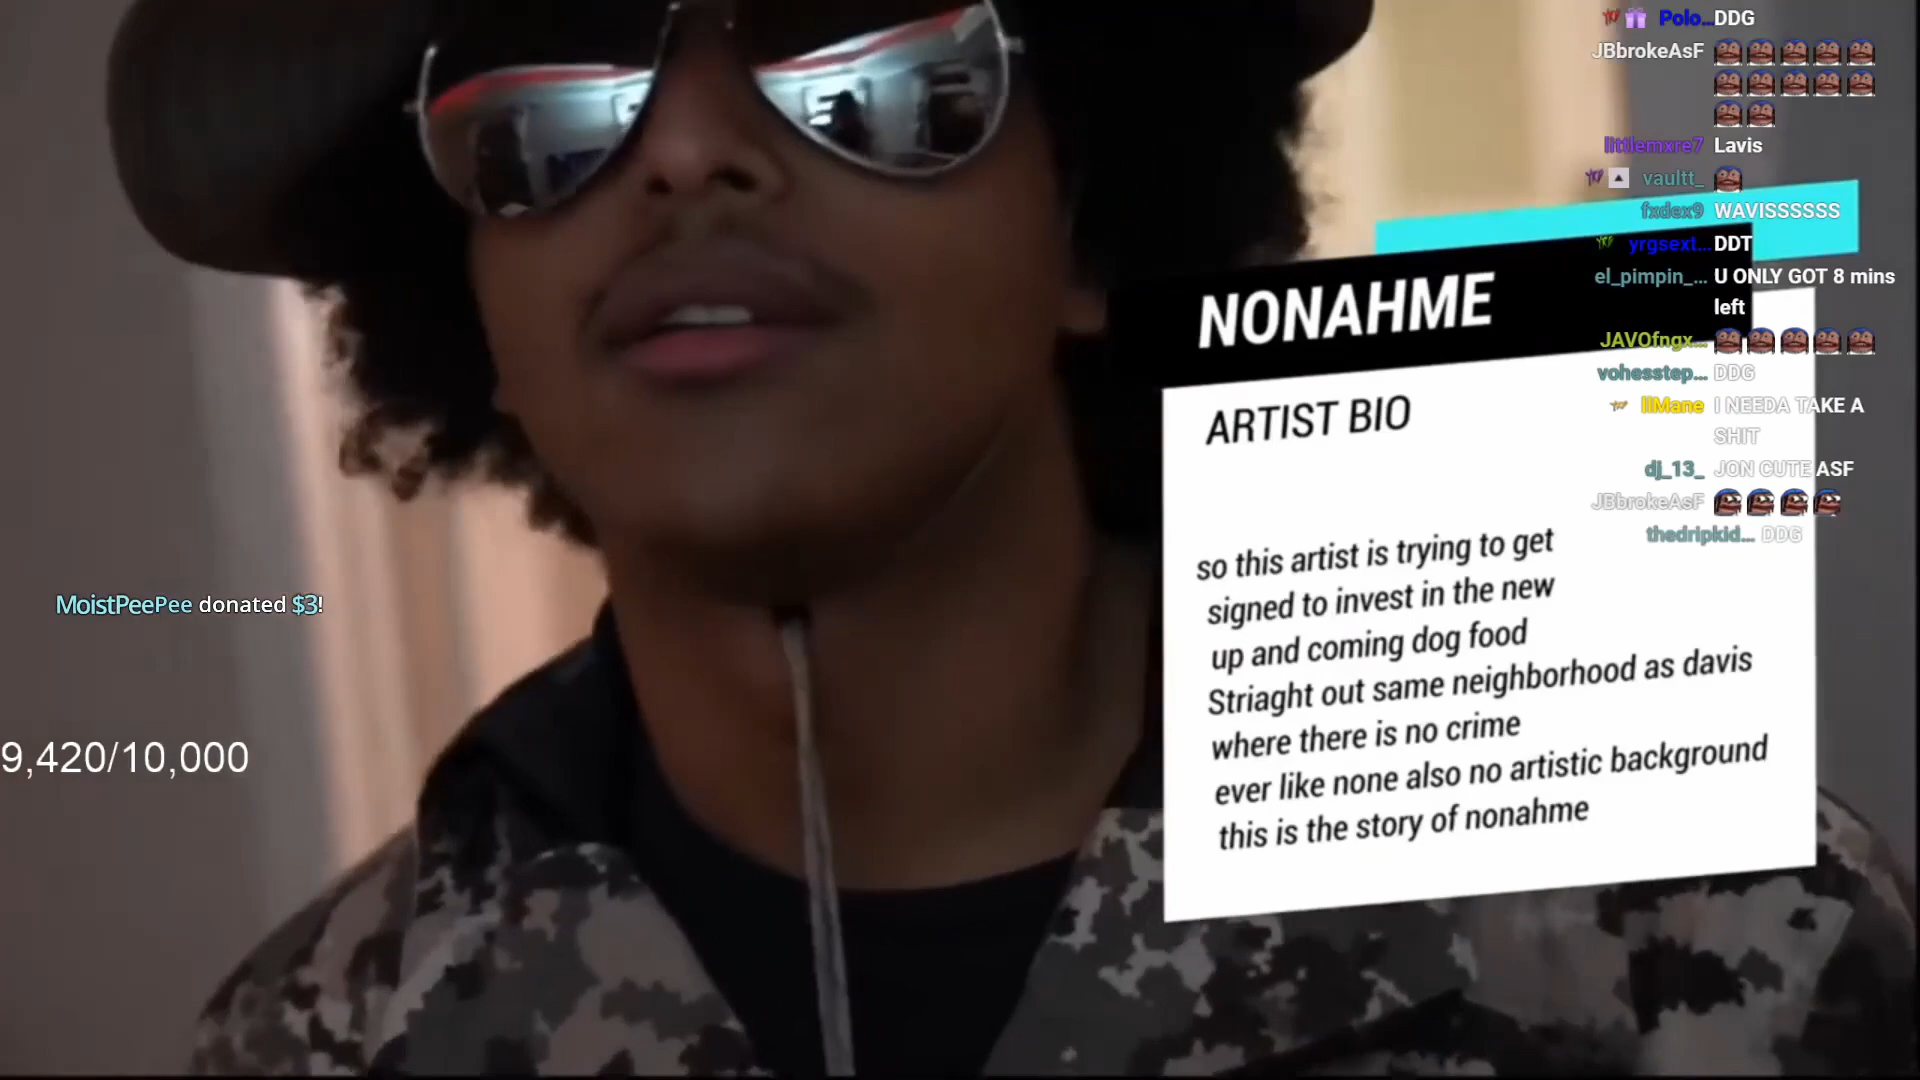 Polo...DDG
JBbrokeAsF
littlemxre7 Lavis
vaultt_
fxdex9 WAVISSSSSS
yrgsext... DDT
el_pimpin_... U ONLY GOT 8 mins
left
JAVOfngx...
vohesstep... DDG
llMane I NEEDA TAKE A
SHIT
dj_13_ JON CUTE ASF
JBbrokeAsF
thedripkid... DDG
NONAHME
ARTIST BIO
so this artist is trying to get
signed to invest in the new
up and coming dog food
Striaght out same neighborhood as davis
where there is no crime
ever like none also no artistic background
this is the story of nonahme
MoistPeePee donated $3!
9,420/10,000